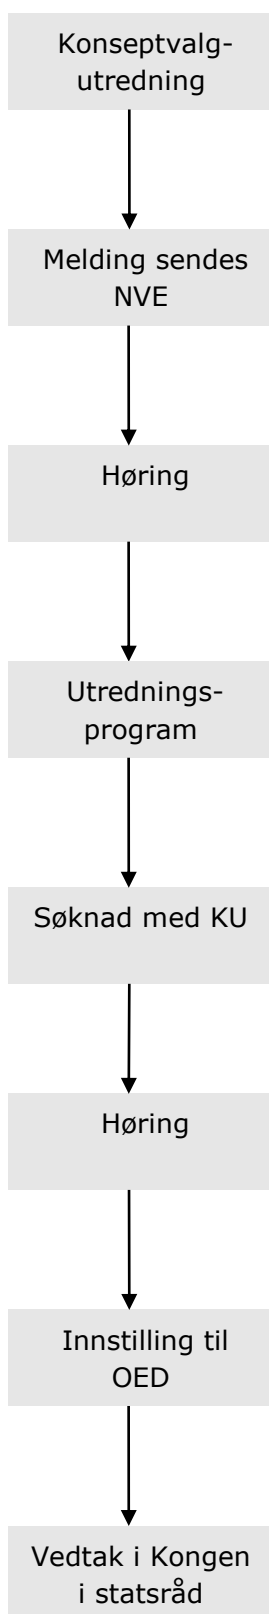 Konseptvalg-
utredning
Melding sendes
NVE
Høring
Utrednings-
program
Søknad med KU
Høring
Innstilling til
OED
Vedtak i Kongen
i statsråd